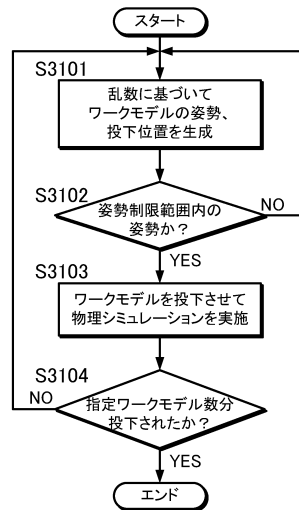 スタート
S3101
乱数に基づいて
ワークモデルの姿勢、
投下位置を生成
S3102
姿勢制限範囲内の
姿勢か？
NO
YES
S3103
ワークモデルを投下させて
物理シミュレーションを実施
S3104
指定ワークモデル数分
投下されたか？
NO
YES
エンド